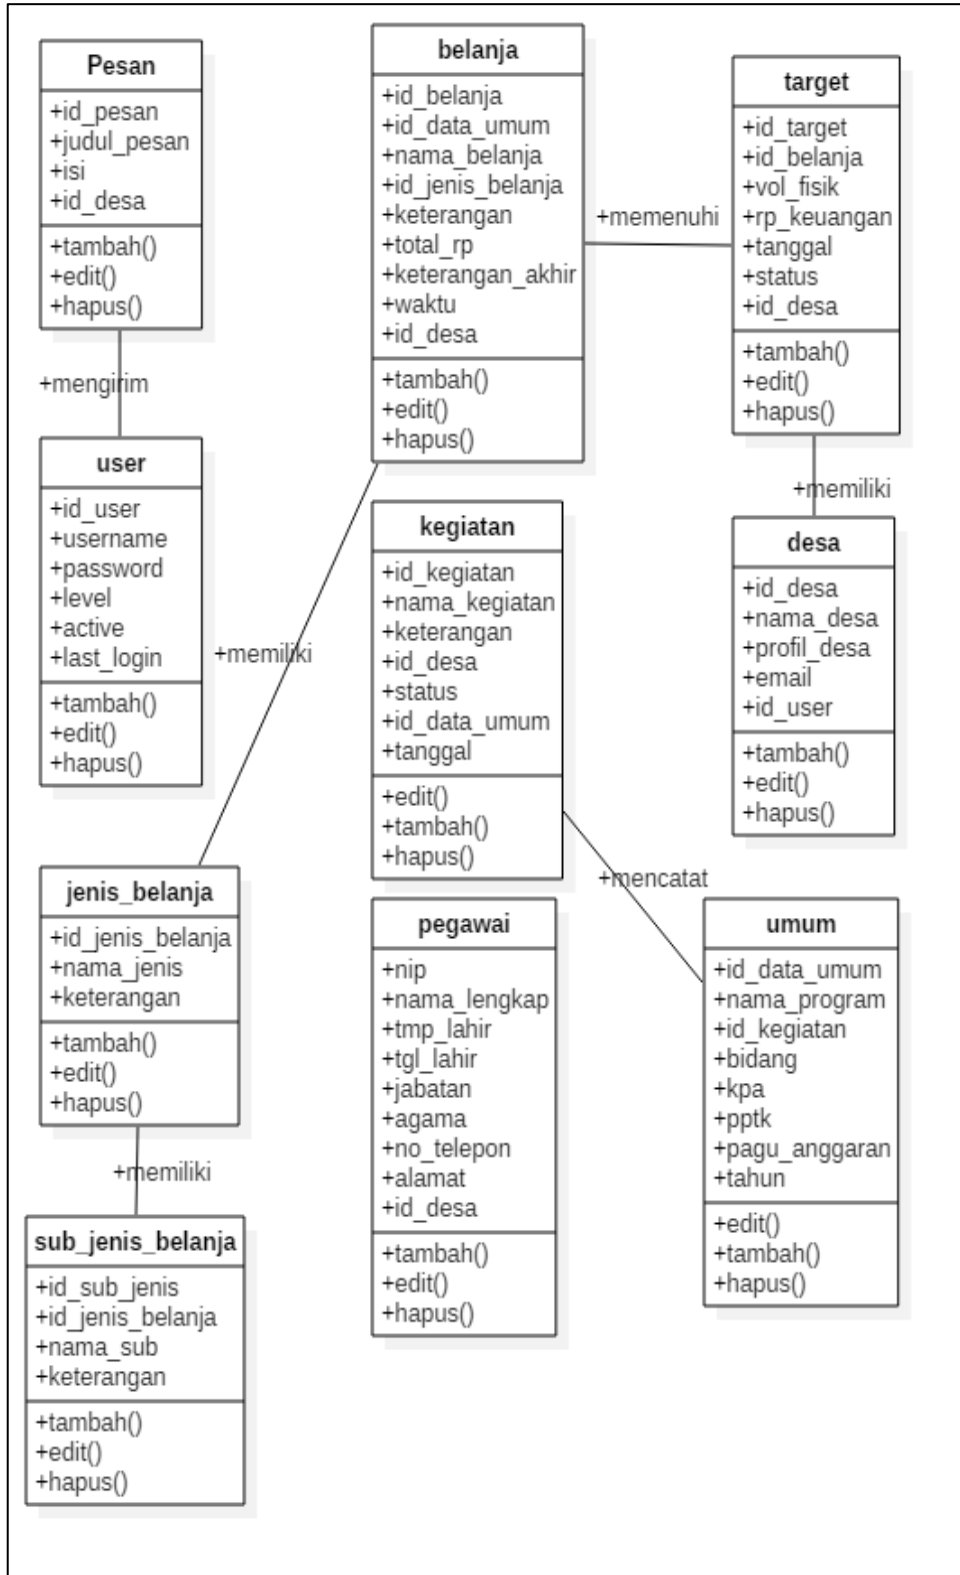 Pesan
+id_pesan
+judul_pesan
+isi
+id_desa
+tambah()
+edit()
+hapus()
+mengirim
user
+id_user
+username
+password
+level
+active
+last_login
+tambah()
+edit()
+hapus()
+memiliki
jenis_belanja
+id_jenis_belanja
+nama_jenis
+keterangan
+tambah()
+edit()
+hapus()
+memiliki
sub_jenis_belanja
+id_sub_jenis
+id_jenis_belanja
+nama_sub
+keterangan
+tambah()
+edit()
+hapus()
belanja
+id_belanja
+id_data_umum
+nama_belanja
+id_jenis_belanja
+keterangan
+total_rp
+keterangan_akhir
+waktu
+id_desa
+tambah()
+edit()
+hapus()
+memenuhi
kegiatan
+id_kegiatan
+nama_kegiatan
+keterangan
+id_desa
+status
+id_data_umum
+tanggal
+edit()
+tambah()
+hapus()
+mencatat
pegawai
+nip
+nama_lengkap
+tmp_lahir
+tgl_lahir
+jabatan
+agama
+no_telepon
+alamat
+id_desa
+tambah()
+edit()
+hapus()
target
+id_target
+id_belanja
+vol_fisik
+rp_keuangan
+tanggal
+status
+id_desa
+tambah()
+edit()
+hapus()
+memiliki
desa
+id_desa
+nama_desa
+profil_desa
+email
+id_user
+tambah()
+edit()
+hapus()
umum
+id_data_umum
+nama_program
+id_kegiatan
+bidang
+kpa
+pptk
+pagu_anggaran
+tahun
+edit()
+tambah()
+hapus()